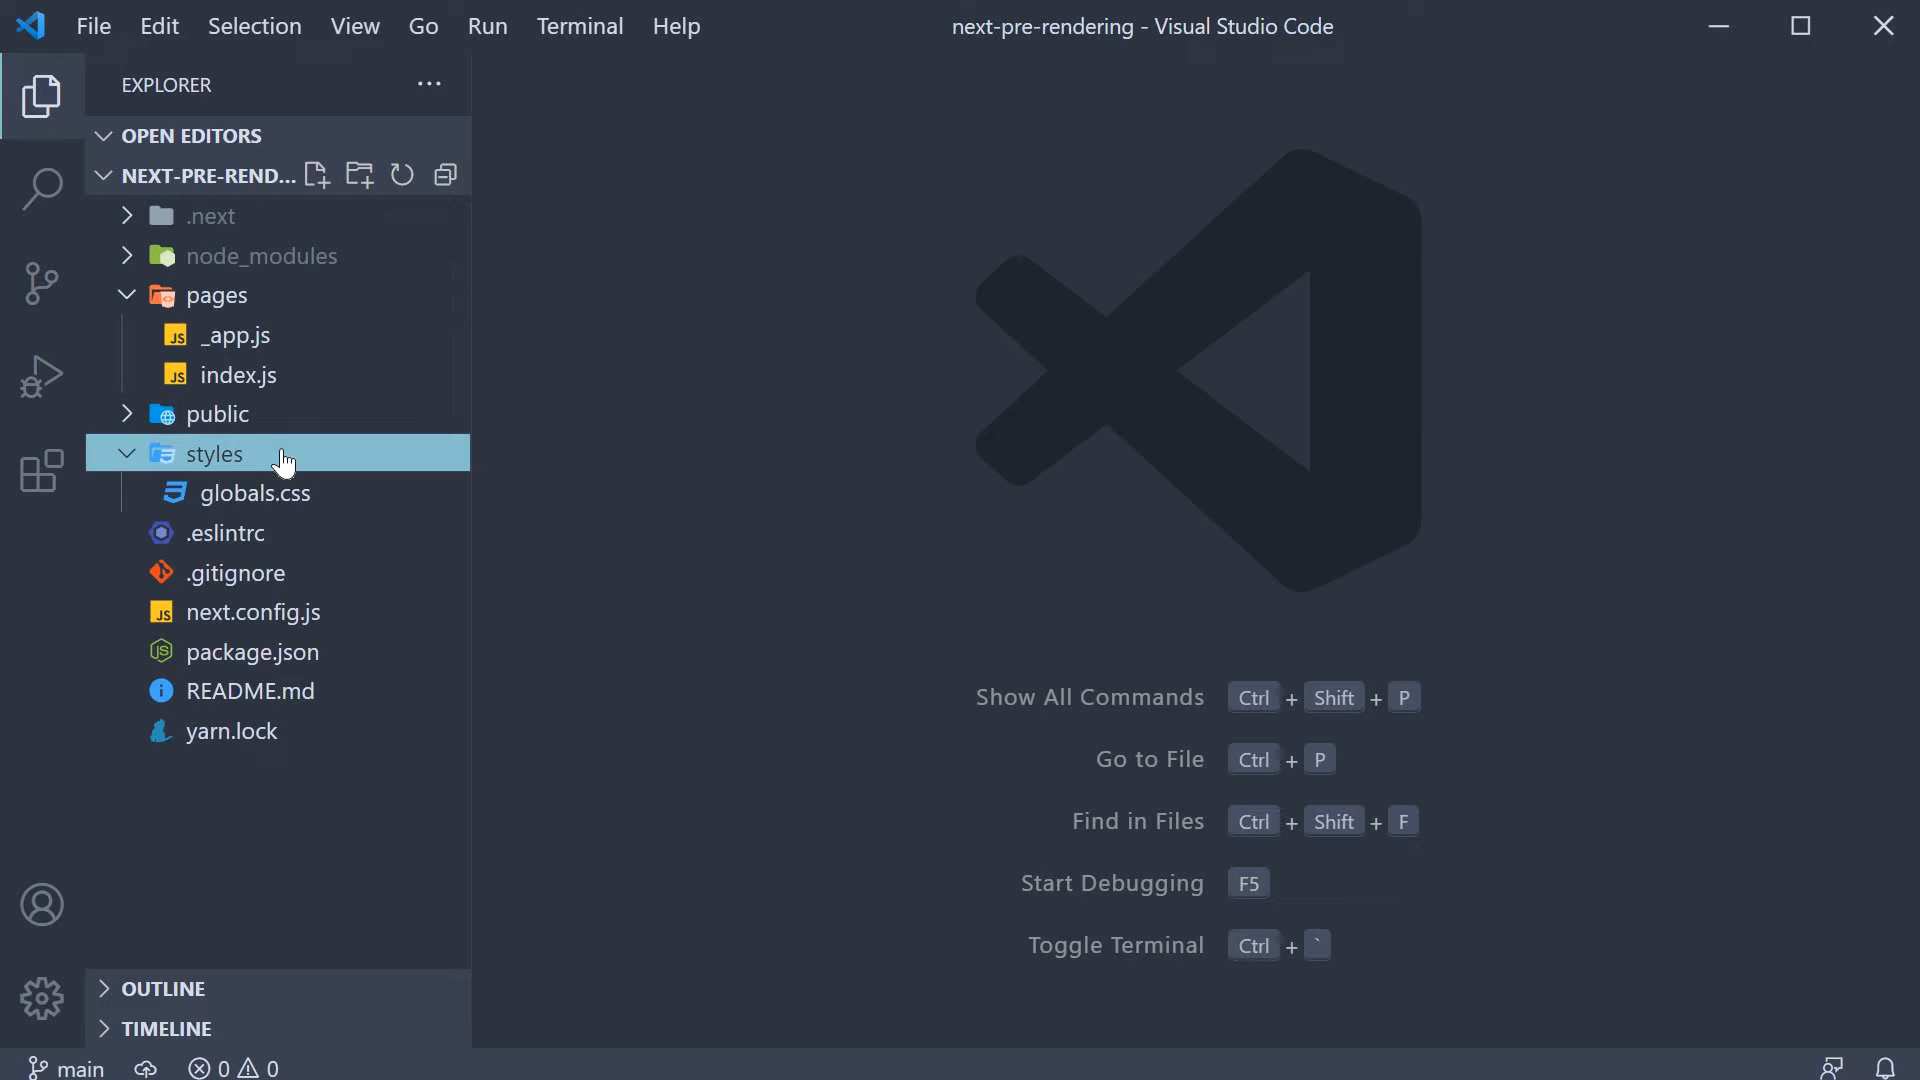 File Edit Selection View Go Run Terminal Help
next-pre-rendering - Visual Studio Code
EXPLORER
OPEN EDITORS
NEXT-PRE-REND...
.next
node_modules
pages
_app.js
index.js
public
styles
globals.css
.eslintrc
.gitignore
next.config.js
package.json
README.md
yarn.lock
OUTLINE
TIMELINE
Show All Commands Ctrl + Shift + P
Go to File Ctrl + P
Find in Files Ctrl + Shift + F
Start Debugging F5
Toggle Terminal Ctrl + `
main 0 0